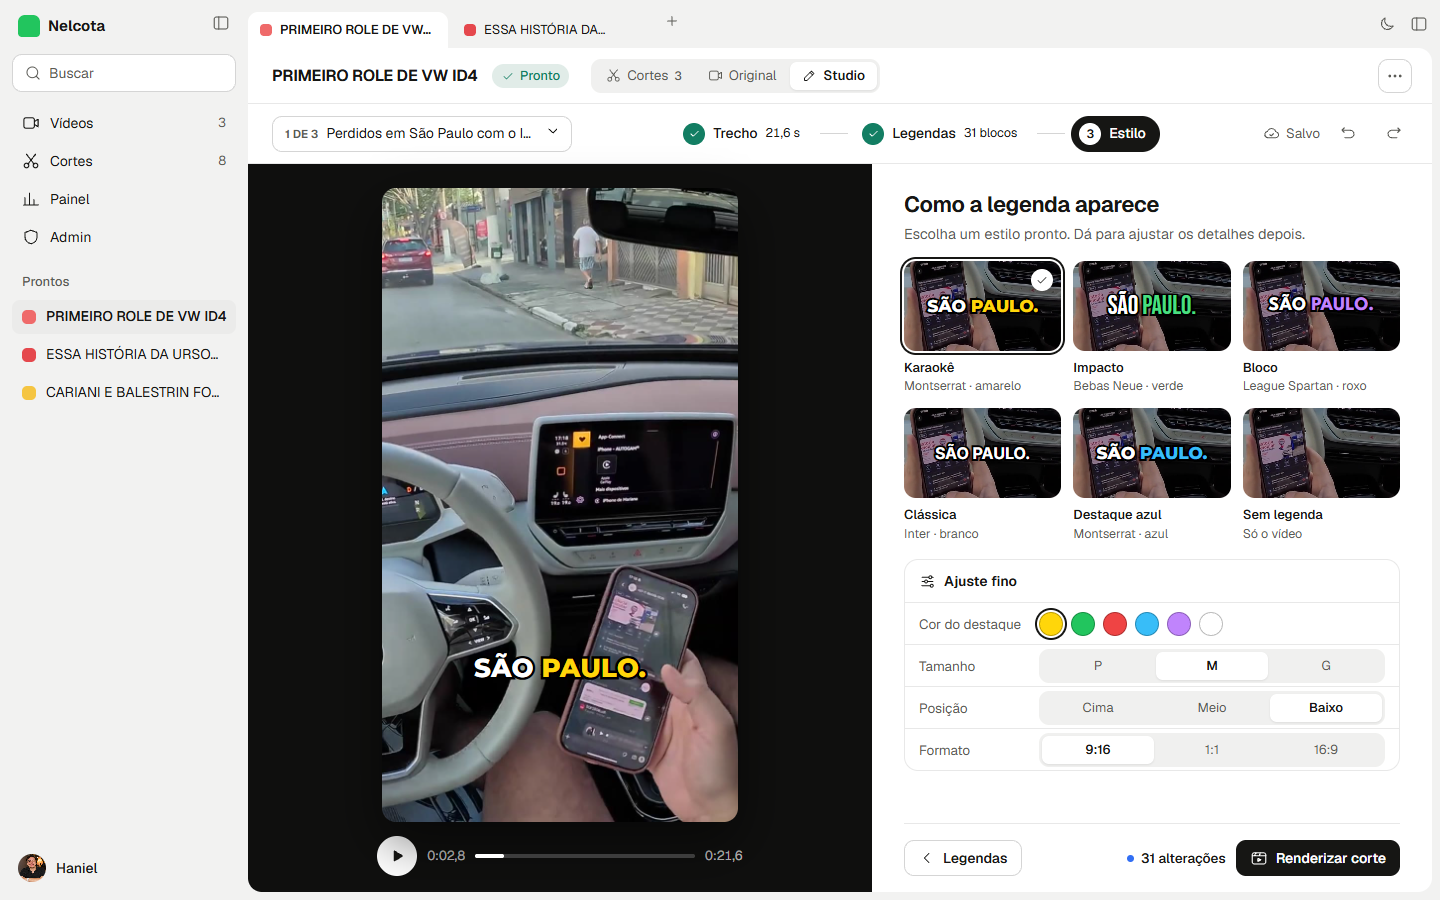 Nelcota
PRIMEIRO ROLE DE VW...
ESSA HISTÓRIA DA...
Buscar
Vídeos 3
Cortes 8
Painel
Admin
Prontos
PRIMEIRO ROLE DE VW ID4
ESSA HISTÓRIA DA URSO...
CARIANI E BALESTRIN FO...
Haniel
PRIMEIRO ROLE DE VW ID4
Pronto
Cortes 3
Original
Studio
1 DE 3 Perdidos em São Paulo com o I...
Trecho 21,6 s
Legendas 31 blocos
3 Estilo
Salvo
17:18
App-Connect
Mais dispositivos
SÃO PAULO.
0:02,8
0:21,6
Como a legenda aparece
Escolha um estilo pronto. Dá para ajustar os detalhes depois.
SÃO PAULO.
SÃO PAULO.
SÃO PAULO.
Karaokê
Montserrat · amarelo
Impacto
Bebas Neue · verde
Bloco
League Spartan · roxo
SÃO PAULO.
SÃO PAULO.
Clássica
Inter · branco
Destaque azul
Montserrat · azul
Sem legenda
Só o vídeo
Ajuste fino
Cor do destaque
Tamanho P M G
Posição Cima Meio Baixo
Formato 9:16 1:1 16:9
Legendas
31 alterações
Renderizar corte